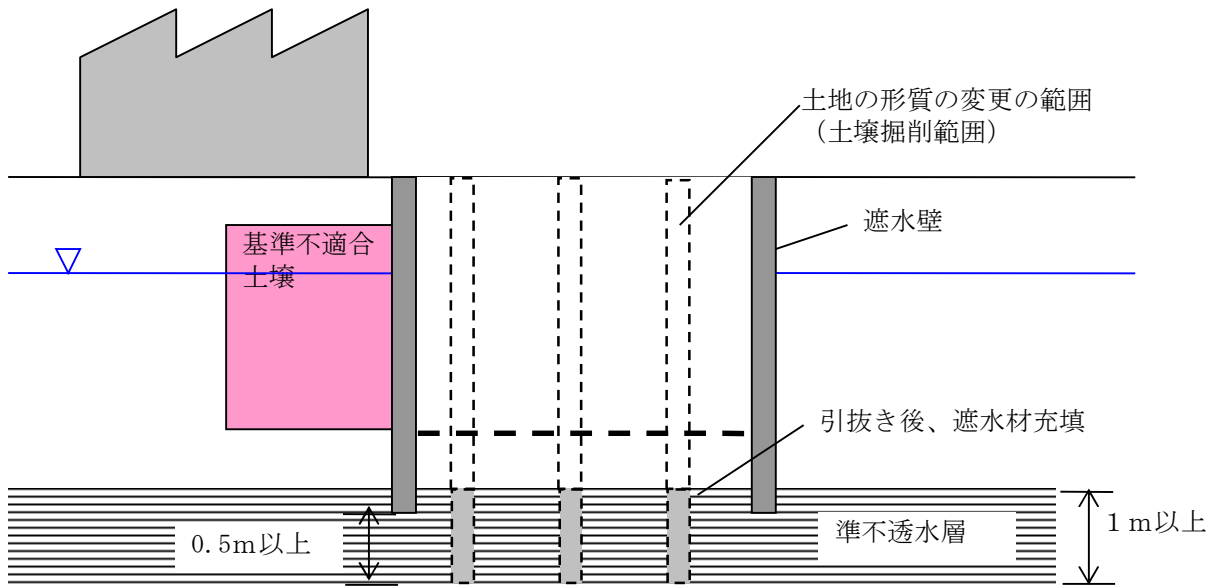 土地の形質の変更の範囲
（土壌掘削範囲）
遮水壁
基準不適合
土壌
引抜き後、遮水材充填
準不透水層
0.5m以上
1 m以上